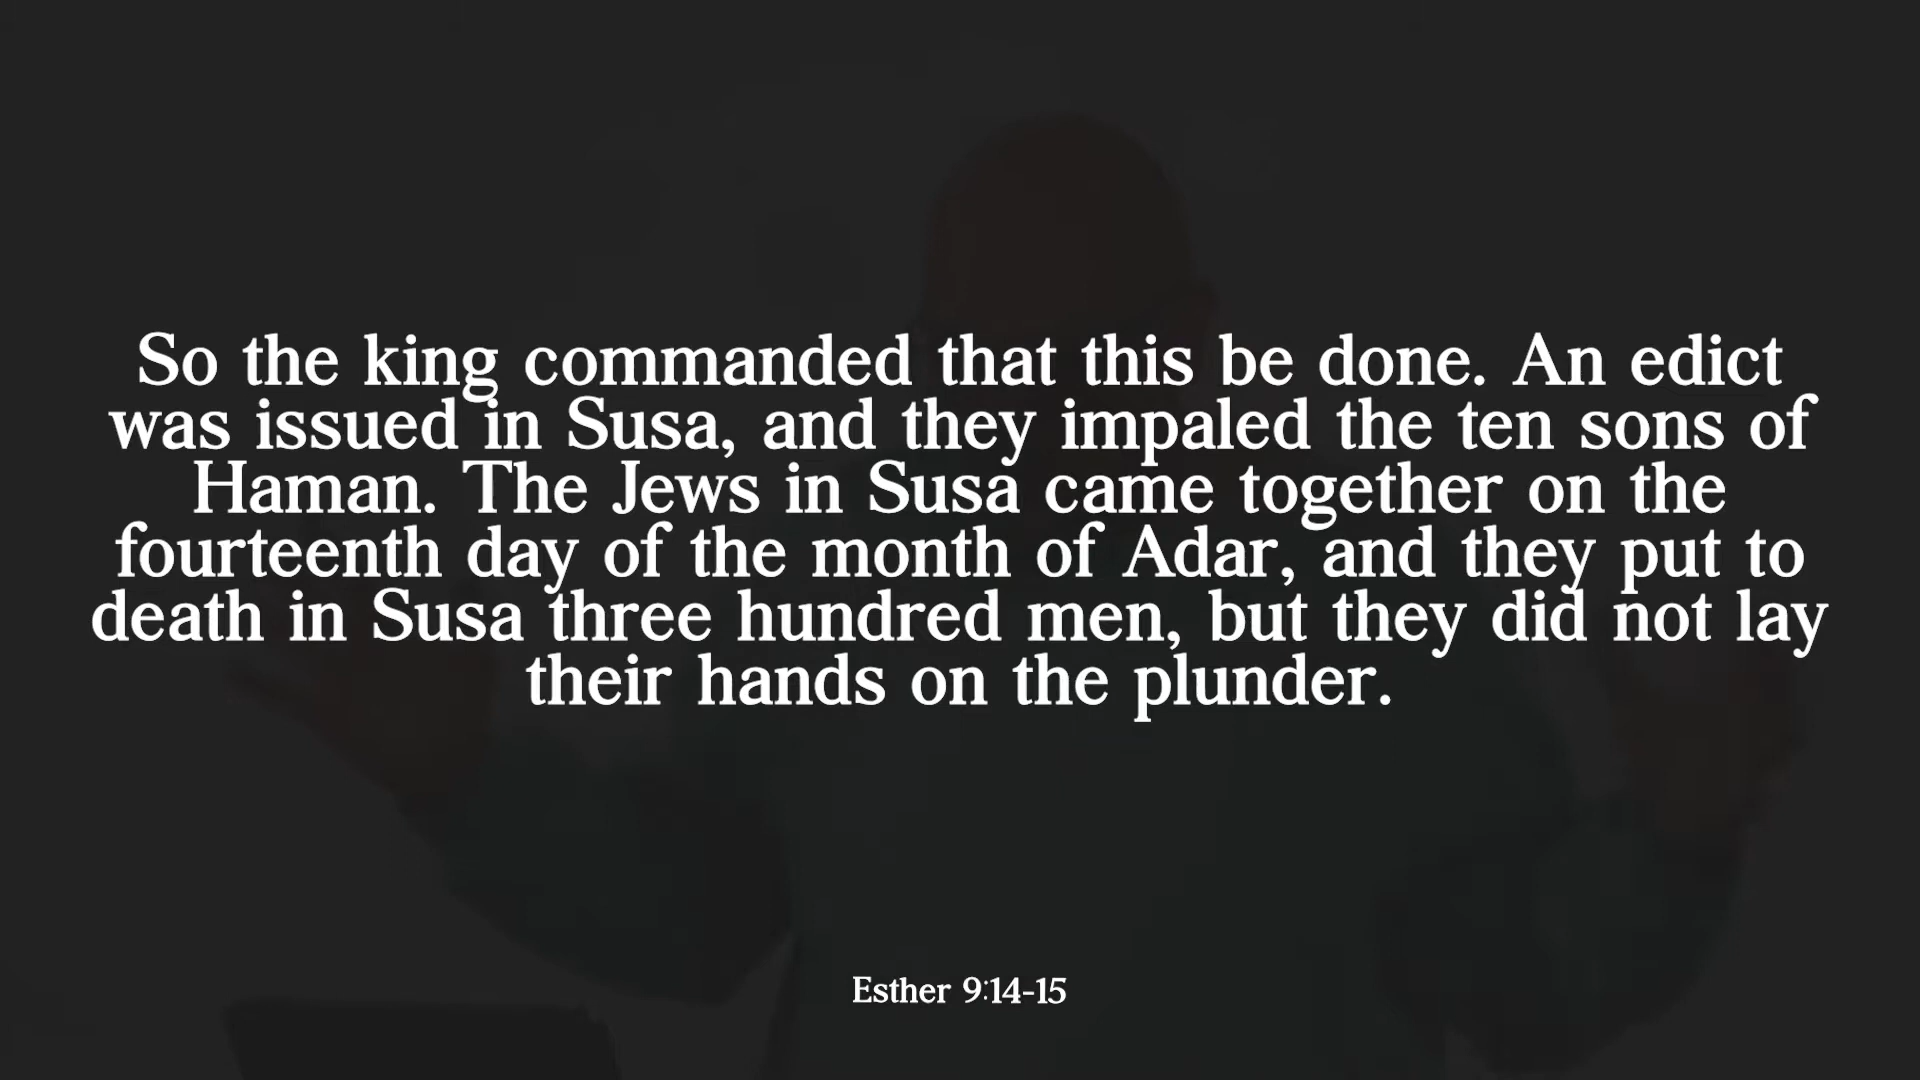 So the king commanded that this be done. An edict
was issued in Susa, and they impaled the ten sons of
Haman. The Jews in Susa came together on the
fourteenth day of the month of Adar, and they put to
death in Susa three hundred men, but they did not lay
their hands on the plunder.
Esther 9:14-15